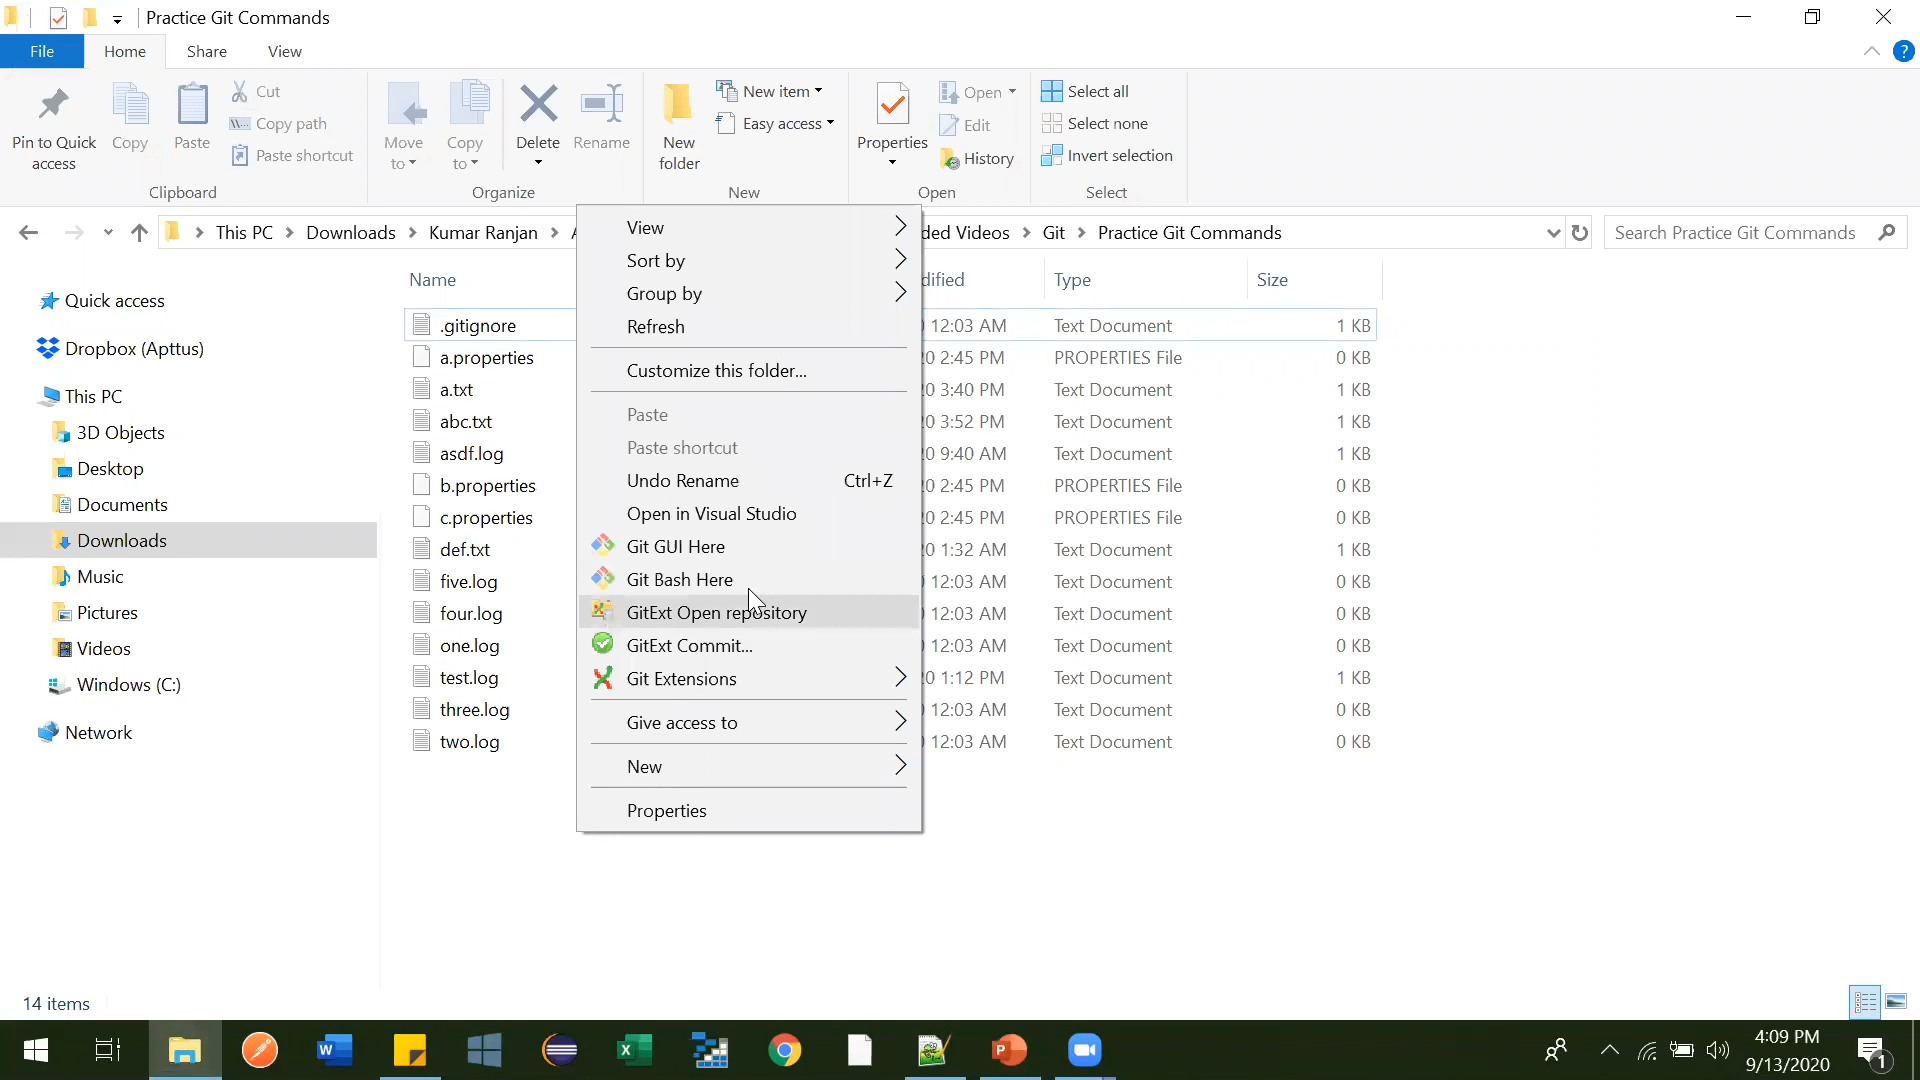 Practice Git Commands
File Home Share View
Pin to Quick access
Copy
Paste
Cut
Copy path
Paste shortcut
Clipboard
Move to
Copy to
Delete
Rename
Organize
New folder
New item
Easy access
New
Properties
Open
Edit
History
Open
Select all
Select none
Invert selection
Select
This PC Downloads Kumar Ranjan ded Videos Git Practice Git Commands
Search Practice Git Commands
Quick access
Dropbox (Apttus)
This PC
3D Objects
Desktop
Documents
Downloads
Music
Pictures
Videos
Windows (C:)
Network
Name dified Type Size
.gitignore 12:03 AM Text Document 1 KB
a.properties 0 2:45 PM PROPERTIES File 0 KB
a.txt 0 3:40 PM Text Document 1 KB
abc.txt 0 3:52 PM Text Document 1 KB
asdf.log 0 9:40 AM Text Document 1 KB
b.properties 0 2:45 PM PROPERTIES File 0 KB
c.properties 0 2:45 PM PROPERTIES File 0 KB
def.txt 0 1:32 AM Text Document 1 KB
five.log 12:03 AM Text Document 0 KB
four.log 12:03 AM Text Document 0 KB
one.log 12:03 AM Text Document 0 KB
test.log 0 1:12 PM Text Document 1 KB
three.log 12:03 AM Text Document 0 KB
two.log 12:03 AM Text Document 0 KB
View
Sort by
Group by
Refresh
Customize this folder...
Paste
Paste shortcut
Undo Rename Ctrl+Z
Open in Visual Studio
Git GUI Here
Git Bash Here
GitExt Open repository
GitExt Commit...
Git Extensions
Give access to
New
Properties
14 items
4:09 PM
9/13/2020
1